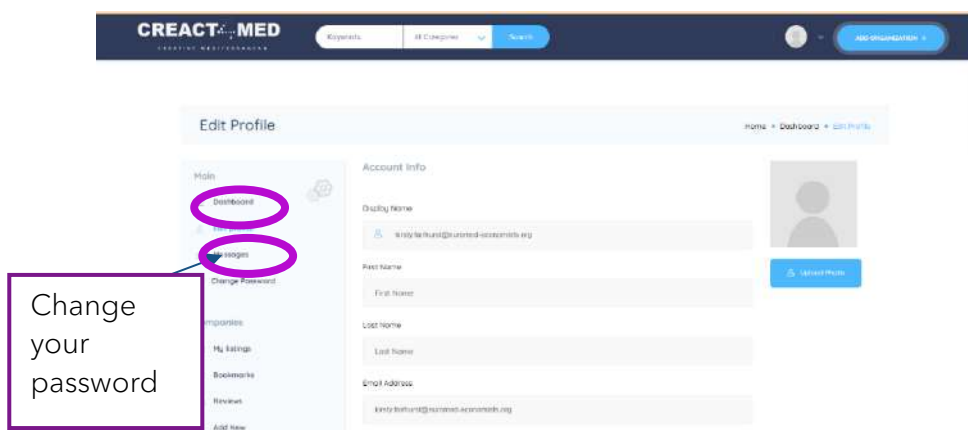 CREACT MED
CREATIVE MEDITERRANEAN
Keywords
All Categories
Search
ADD ORGANIZATION +
Edit Profile
Home
Dashboard
Edit Profile
Main
Dashboard
Messages
Change Password
My listings
Bookmarks
Reviews
Add New
Account Info
Display Name
First Name
First Name
Last Name
Last Name
Email Address
Upload Photo
Change
your
password